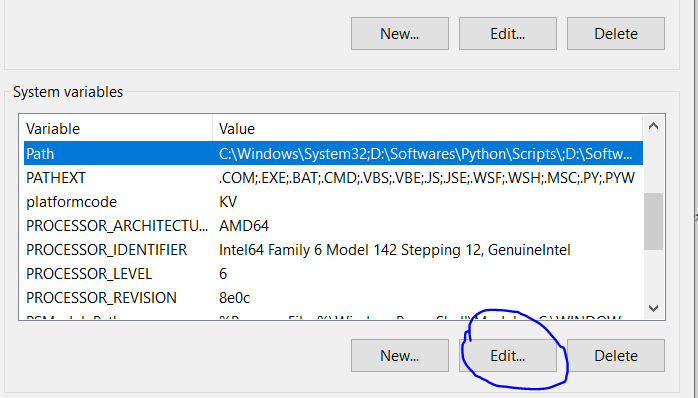 New... Edit... Delete
System variables
Variable Value
Path C:\Windows\System32;D:\Softwares\Python\Scripts\;D:\Softw...
PATHEXT .COM;.EXE;.BAT;.CMD;.VBS;.VBE;.JS;.JSE;.WSF;.WSH;.MSC;.PY;.PYW
platformcode KV
PROCESSOR_ARCHITECTU... AMD64
PROCESSOR_IDENTIFIER Intel64 Family 6 Model 142 Stepping 12, GenuineIntel
PROCESSOR_LEVEL 6
PROCESSOR_REVISION 8e0c
New... Edit... Delete